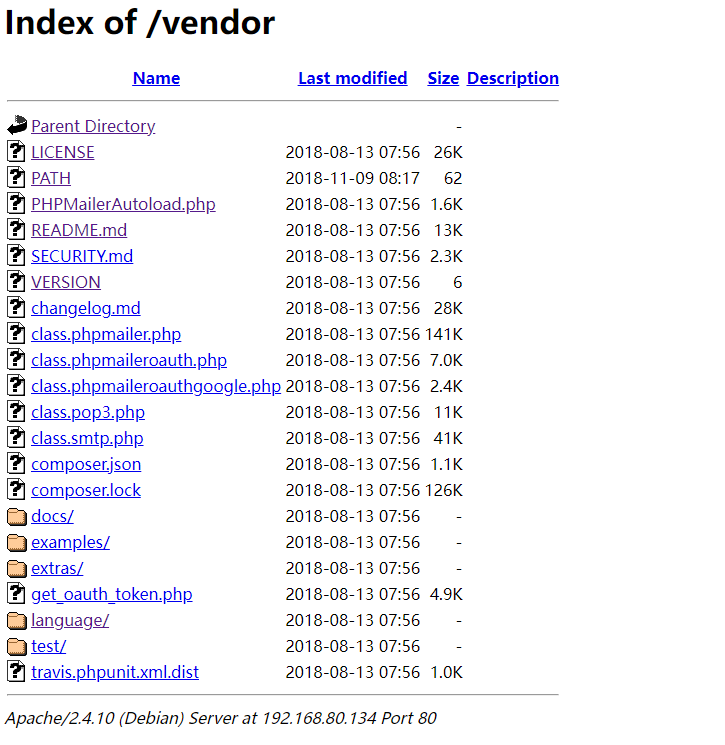 Index of /vendor
Name Last modified Size Description
Parent Directory -
LICENSE 2018-08-13 07:56 26K
PATH 2018-11-09 08:17 62
PHPMailerAutoload.php 2018-08-13 07:56 1.6K
README.md 2018-08-13 07:56 13K
SECURITY.md 2018-08-13 07:56 2.3K
VERSION 2018-08-13 07:56 6
changelog.md 2018-08-13 07:56 28K
class.phpmailer.php 2018-08-13 07:56 141K
class.phpmaileroauth.php 2018-08-13 07:56 7.0K
class.phpmaileroauthgoogle.php 2018-08-13 07:56 2.4K
class.pop3.php 2018-08-13 07:56 11K
class.smtp.php 2018-08-13 07:56 41K
composer.json 2018-08-13 07:56 1.1K
composer.lock 2018-08-13 07:56 126K
docs/ 2018-08-13 07:56 -
examples/ 2018-08-13 07:56 -
extras/ 2018-08-13 07:56 -
get_oauth_token.php 2018-08-13 07:56 4.9K
language/ 2018-08-13 07:56 -
test/ 2018-08-13 07:56 -
travis.phpunit.xml.dist 2018-08-13 07:56 1.0K
Apache/2.4.10 (Debian) Server at 192.168.80.134 Port 80